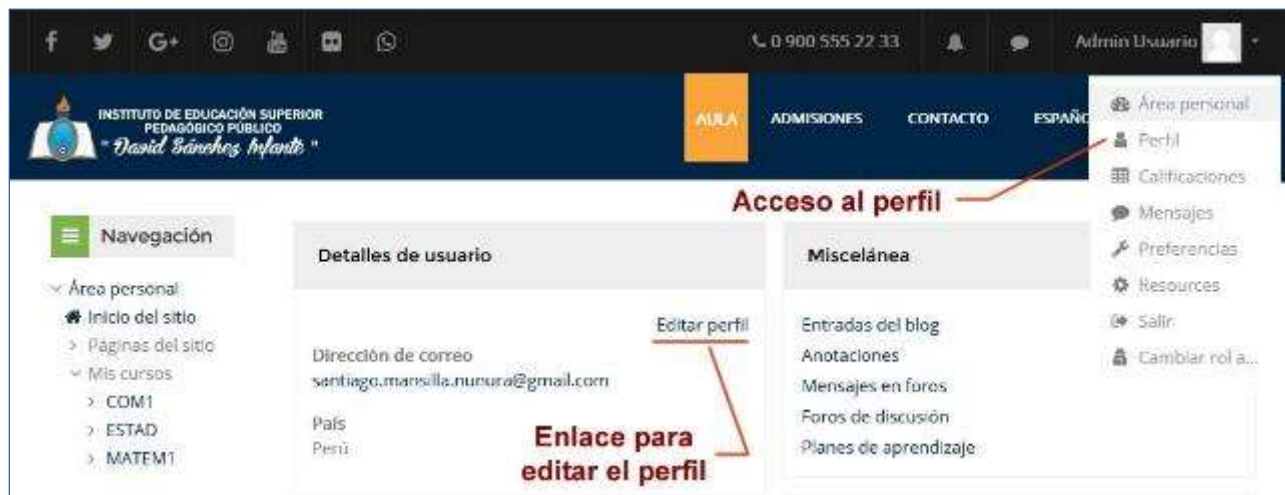 0 900 555 22 33
Admin Usuario
INSTITUTO DE EDUCACIÓN SUPERIOR
PEDAGÓGICO PÚBLICO
" David Sánchez Infante "
AULA
ADMISIONES
CONTACTO
ESPAÑO
Área personal
Perfil
Calificaciones
Mensajes
Preferencias
Resources
Salir
Cambiar rol a...
Acceso al perfil
Navegación
Área personal
Inicio del sitio
Páginas del sitio
Mis cursos
COM1
ESTAD
MATEM1
Detalles de usuario
Editar perfil
Dirección de correo
santiago.mansilla.nunura@gmail.com
País
Perú
Enlace para
editar el perfil
Miscelánea
Entradas del blog
Anotaciones
Mensajes en foros
Foros de discusión
Planes de aprendizaje